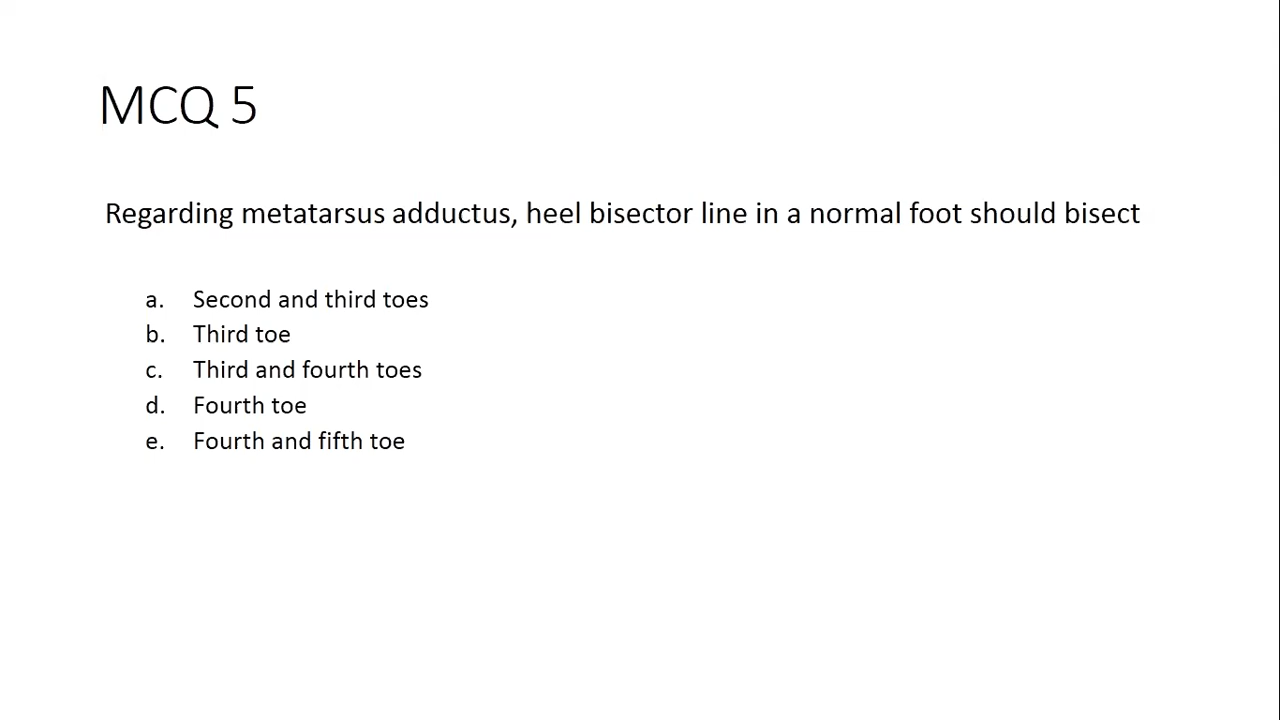 MCQ 5
Regarding metatarsus adductus, heel bisector line in a normal foot should bisect
a. Second and third toes
b. Third toe
c. Third and fourth toes
d. Fourth toe
e. Fourth and fifth toe